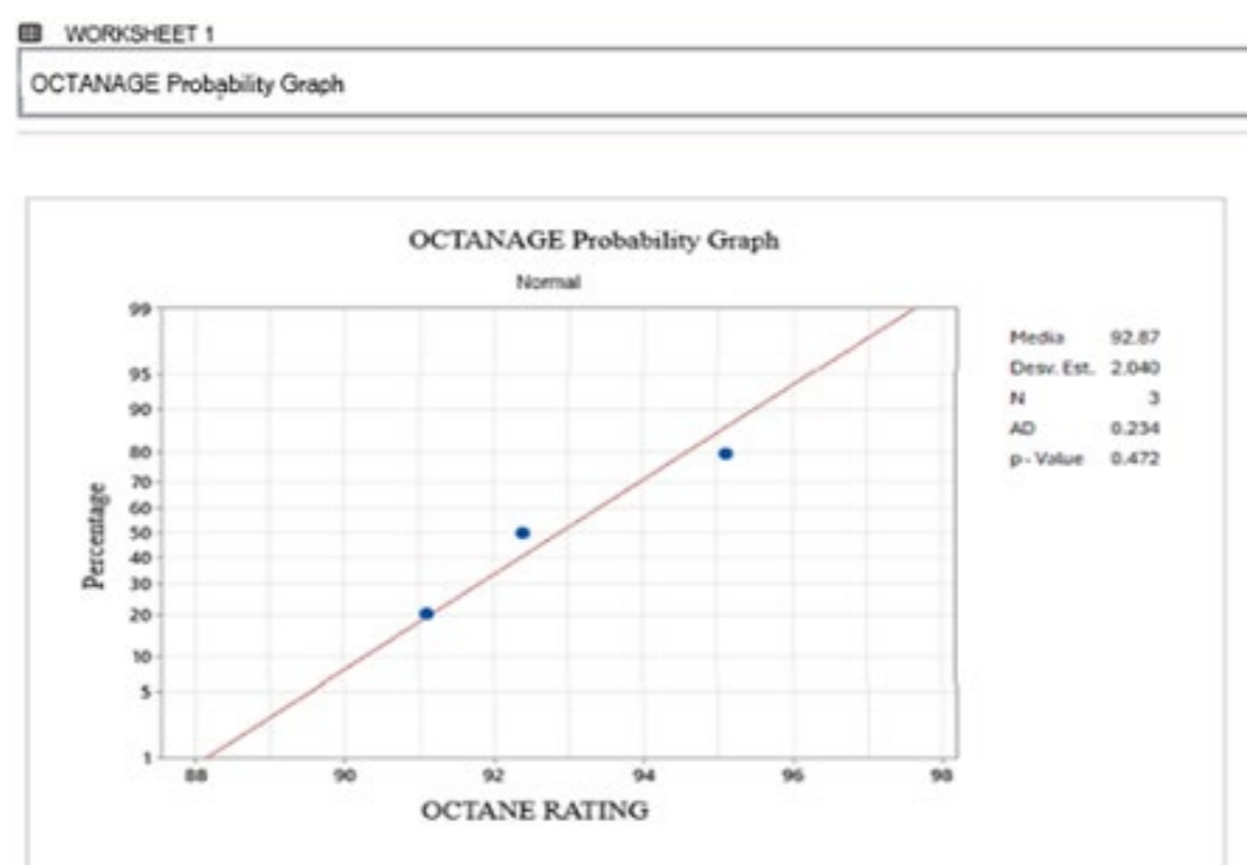 WORKSHEET 1
OCTANAGE Probability Graph
OCTANAGE Probability Graph
Normal
99
95
90
80
70
60
50
40
30
20
10
5
1
Percentage
88
90
92
94
96
98
OCTANE RATING
Media 92.87
Desv. Est. 2.040
N 3
AD 0.234
p-Value 0.472